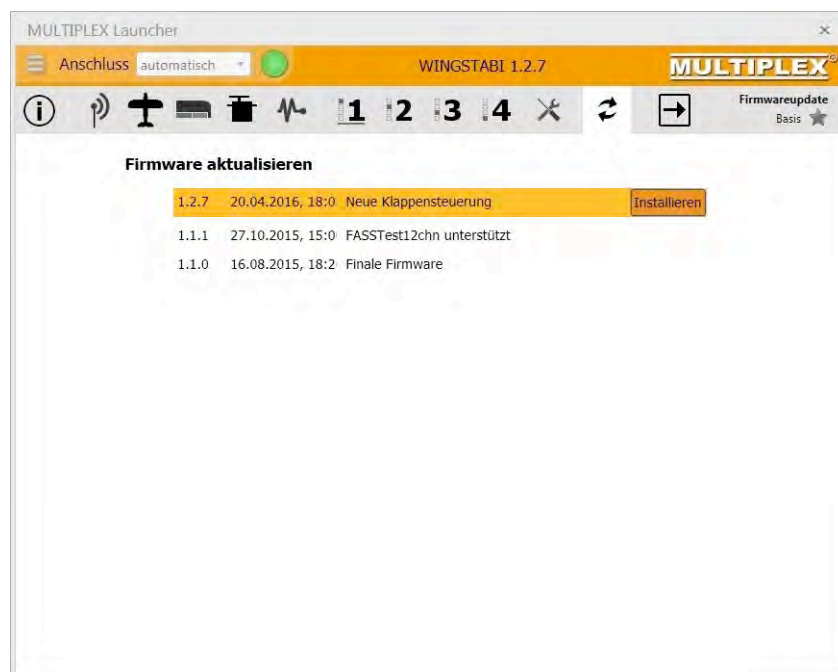 MULTIPLEX Launcher
Anschluss automatisch WINGSTABI 1.2.7 MULTIPLEX®
1 2 3 4 Firmwareupdate
Basis
Firmware aktualisieren
1.2.7 20.04.2016, 18:0 Neue Klappensteuerung Installieren
1.1.1 27.10.2015, 15:0 FASSTest12chn unterstützt
1.1.0 16.08.2015, 18:2 Finale Firmware